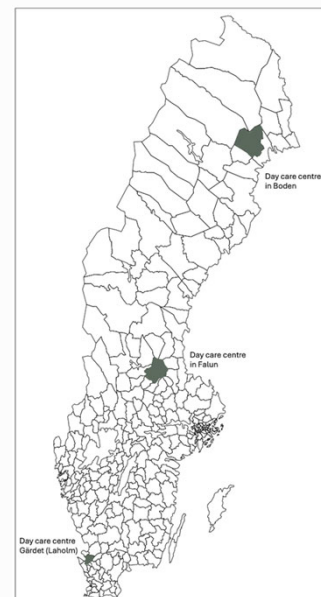 Day care centre
in Boden
Day care centre
in Falun
Day care centre
Gärdet (Laholm)